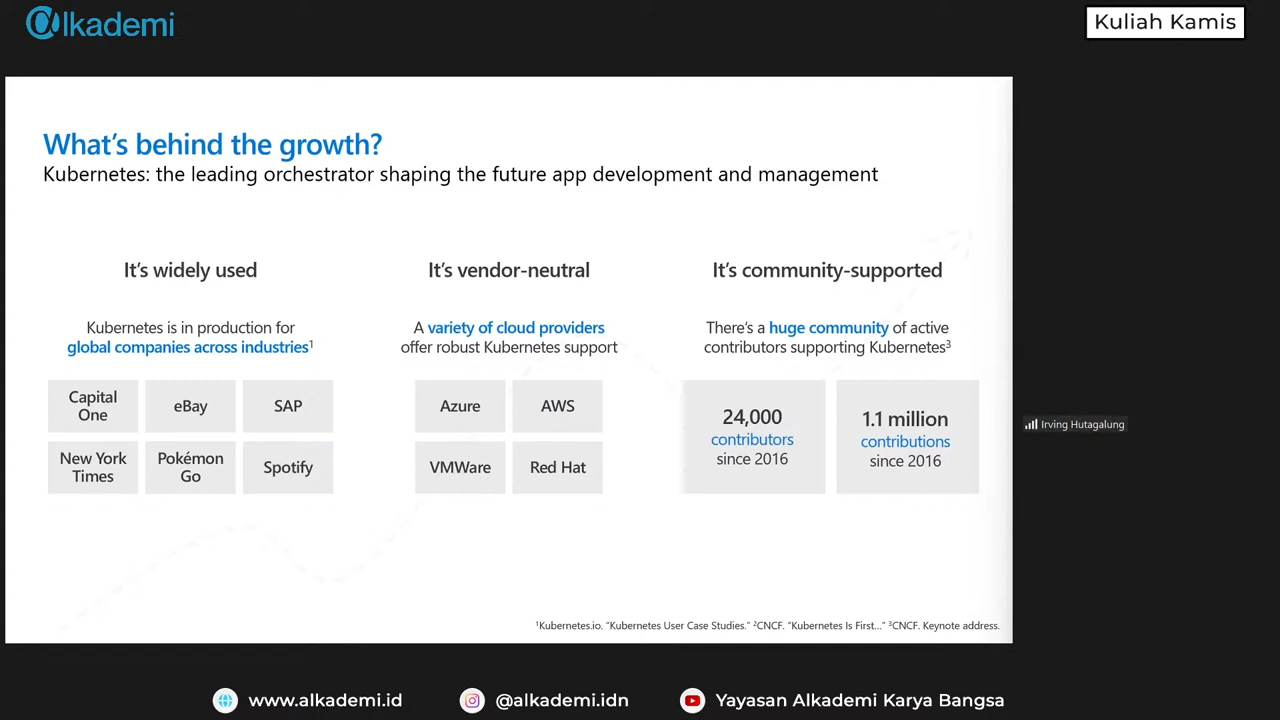 Alkademi
Kuliah Kamis
What's behind the growth?
Kubernetes: the leading orchestrator shaping the future app development and management
It's widely used
Kubernetes is in production for
global companies across industries¹
Capital
One
eBay
SAP
New York
Times
Pokémon
Go
Spotify
It's vendor-neutral
A variety of cloud providers
offer robust Kubernetes support
Azure
AWS
VMWare
Red Hat
It's community-supported
There's a huge community of active
contributors supporting Kubernetes³
24,000
contributors
since 2016
1.1 million
contributions
since 2016
Irving Hutagalung
¹Kubernetes.io. “Kubernetes User Case Studies.” ²CNCF. “Kubernetes Is First…” ³CNCF. Keynote address.
www.alkademi.id
@alkademi.idn
Yayasan Alkademi Karya Bangsa